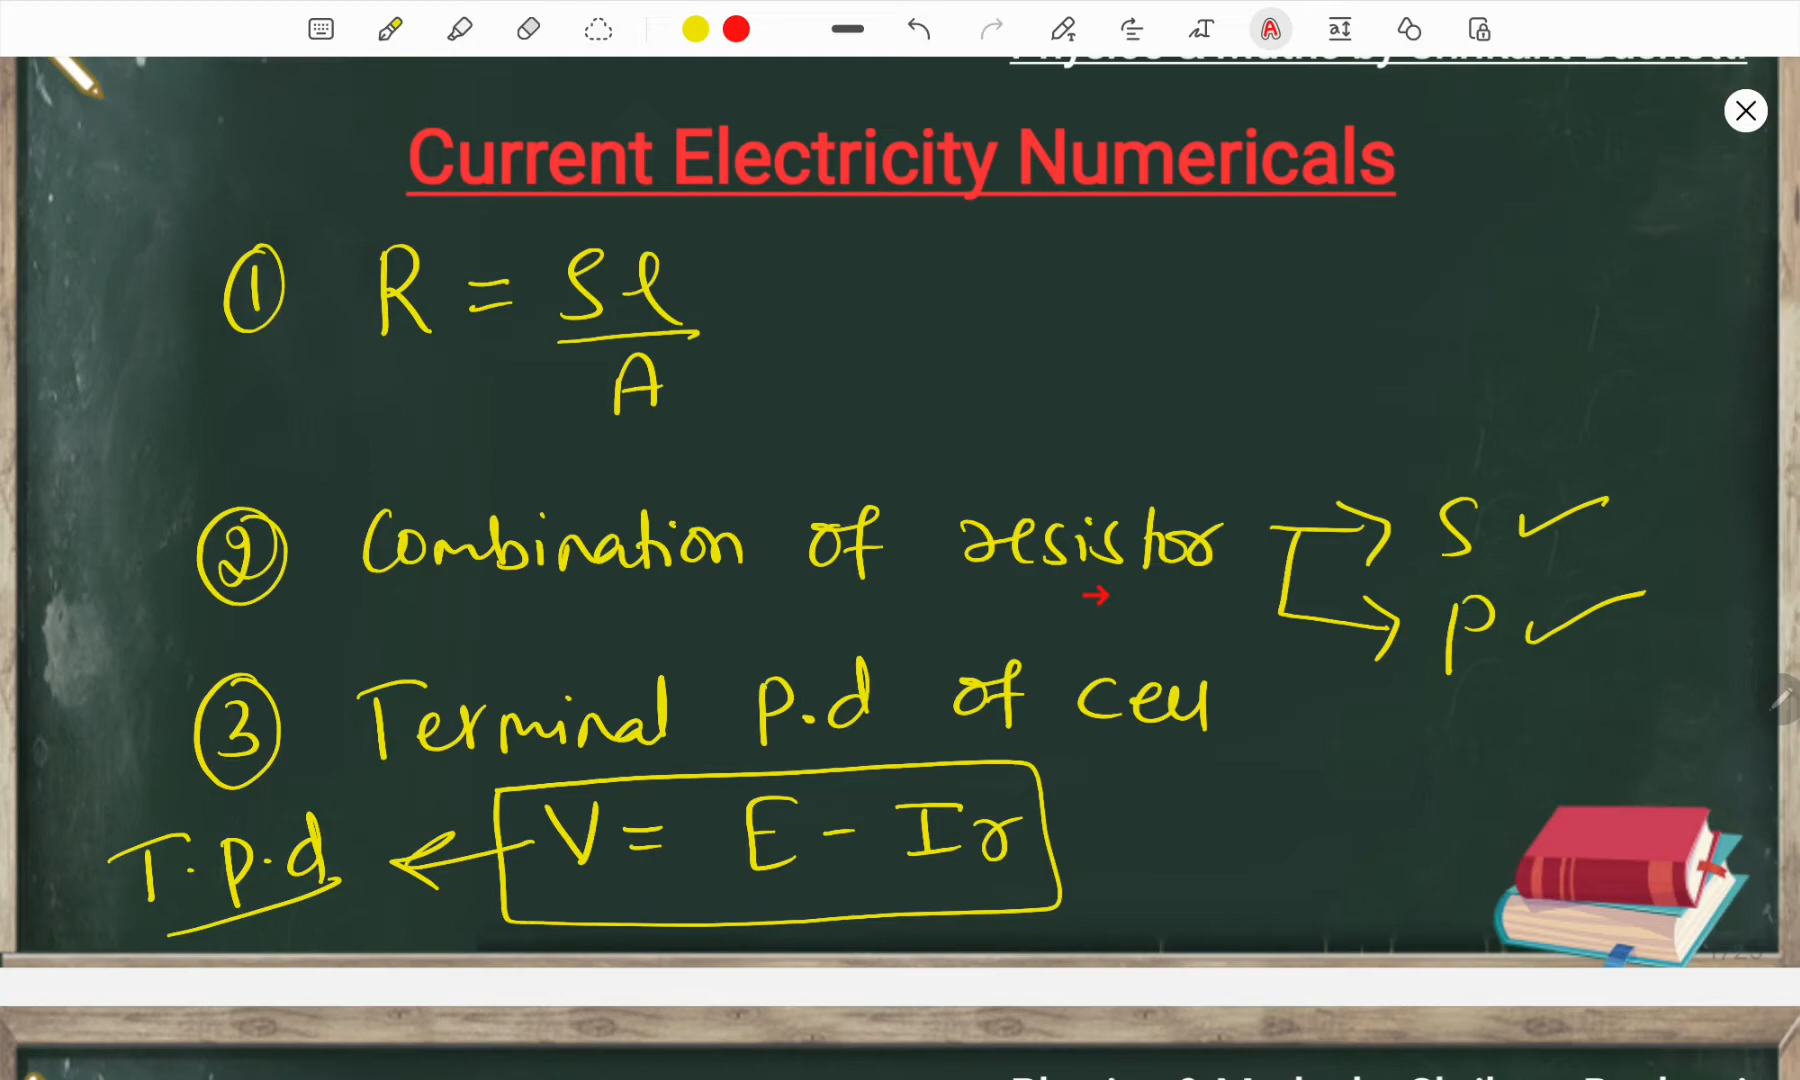 Current Electricity Numericals
① R = ρl/A
② Combination of resistor → S ✓
→ P ✓
③ Terminal p.d of cell
T.p.d ← V = E - Ir